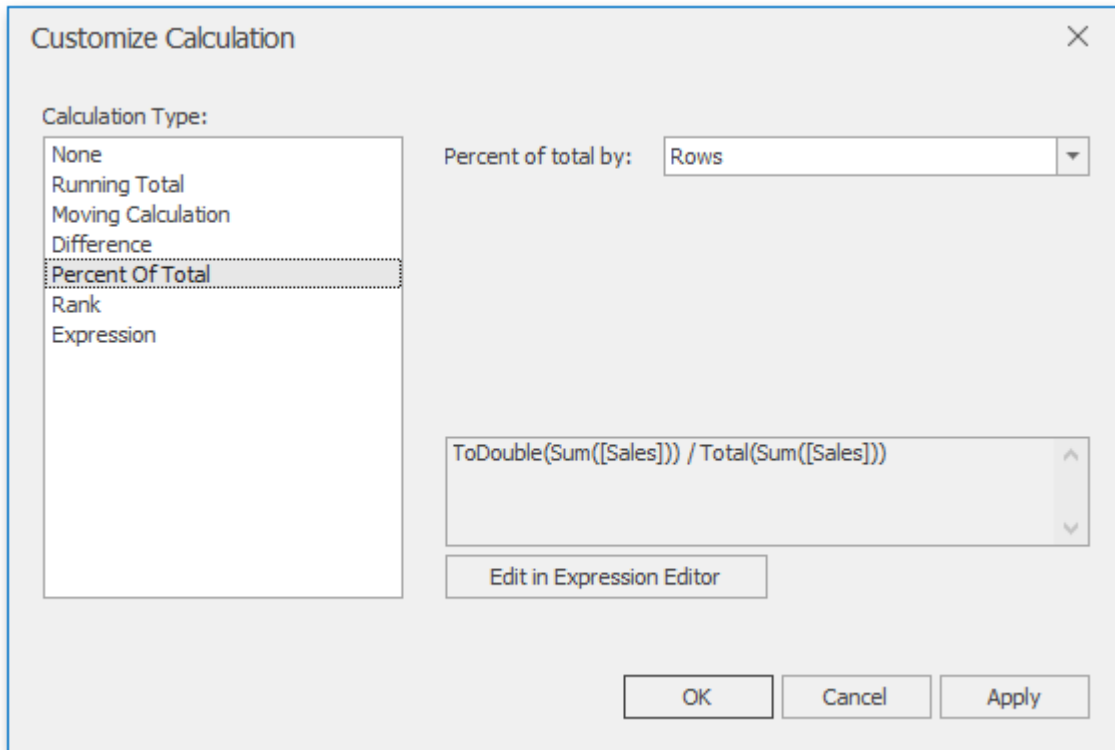 Customize Calculation
Calculation Type:
None
Running Total
Moving Calculation
Difference
Percent Of Total
Rank
Expression
Percent of total by:
Rows
ToDouble(Sum([Sales])) / Total(Sum([Sales]))
Edit in Expression Editor
OK
Cancel
Apply